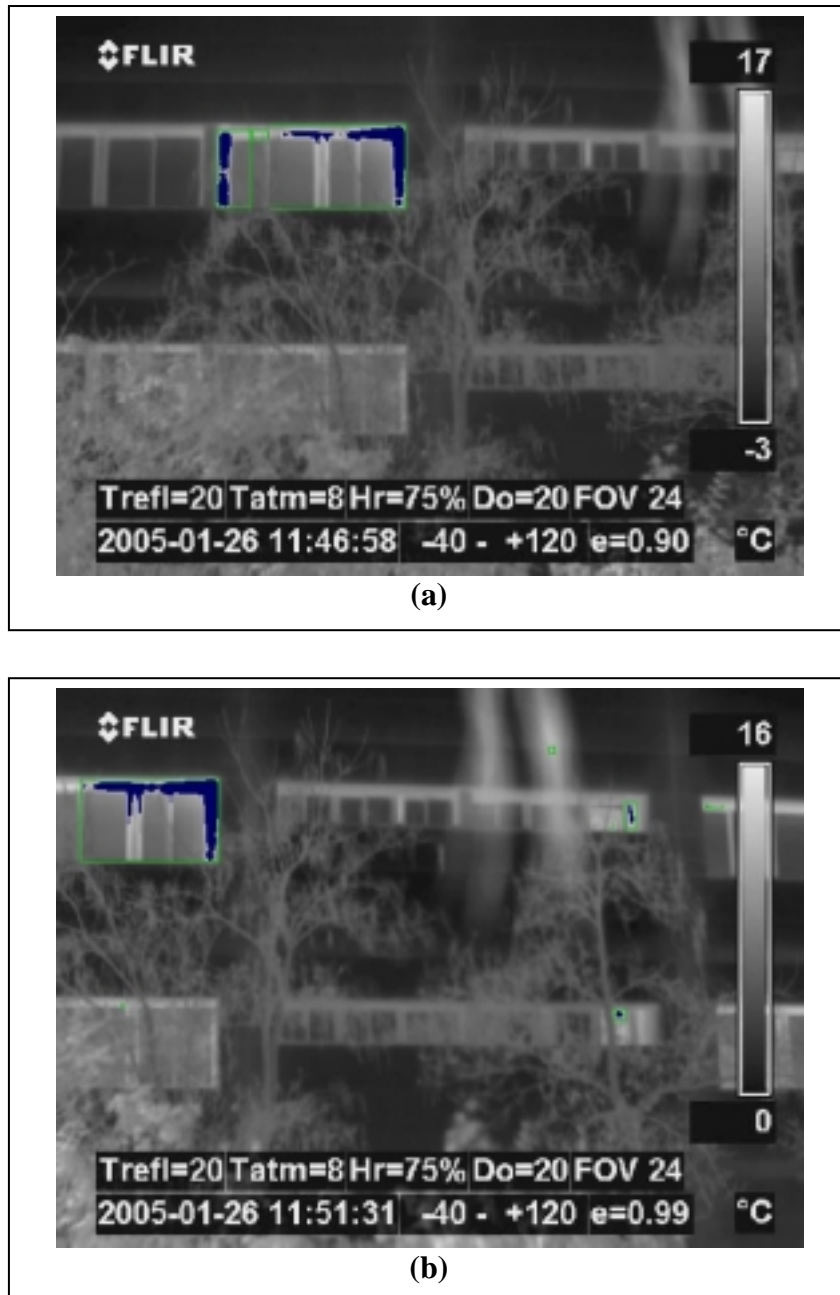 FLIR
17
-3
Trefl=20 Tatm=8 Hr=75% Do=20 FOV 24
2005-01-26 11:46:58 -40 - +120 e=0.90 °C
(a)
FLIR
16
0
Trefl=20 Tatm=8 Hr=75% Do=20 FOV 24
2005-01-26 11:51:31 -40 - +120 e=0.99 °C
(b)